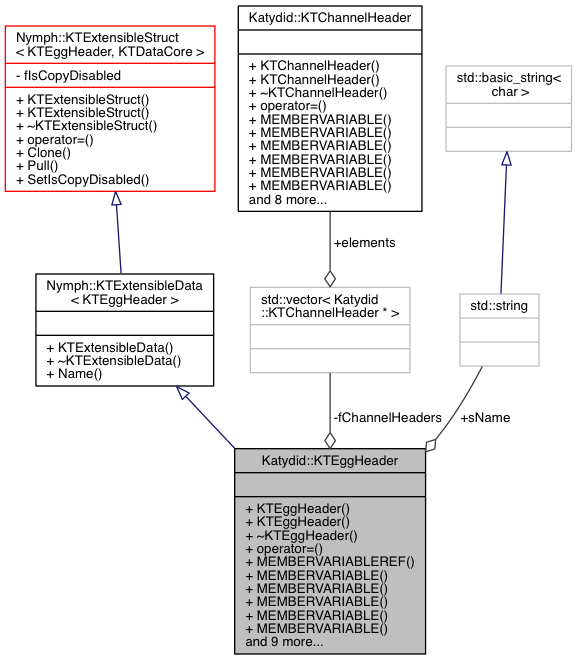 Nymph::KTExtensibleStruct
< KTEggHeader, KTDataCore >
- fIsCopyDisabled
+ KTExtensibleStruct()
+ KTExtensibleStruct()
+ ~KTExtensibleStruct()
+ operator=()
+ Clone()
+ Pull()
+ SetIsCopyDisabled()
Katydid::KTChannelHeader
+ KTChannelHeader()
+ KTChannelHeader()
+ ~KTChannelHeader()
+ operator=()
+ MEMBERVARIABLE()
+ MEMBERVARIABLE()
+ MEMBERVARIABLE()
+ MEMBERVARIABLE()
+ MEMBERVARIABLE()
+ MEMBERVARIABLE()
and 8 more...
std::basic_string<
char >
+elements
Nymph::KTExtensibleData
< KTEggHeader >
+ KTExtensibleData()
+ ~KTExtensibleData()
+ Name()
std::vector< Katydid
::KTChannelHeader * >
std::string
-fChannelHeaders
+sName
Katydid::KTEggHeader
+ KTEggHeader()
+ KTEggHeader()
+ ~KTEggHeader()
+ operator=()
+ MEMBERVARIABLEREF()
+ MEMBERVARIABLE()
+ MEMBERVARIABLE()
+ MEMBERVARIABLE()
+ MEMBERVARIABLE()
+ MEMBERVARIABLE()
and 9 more...